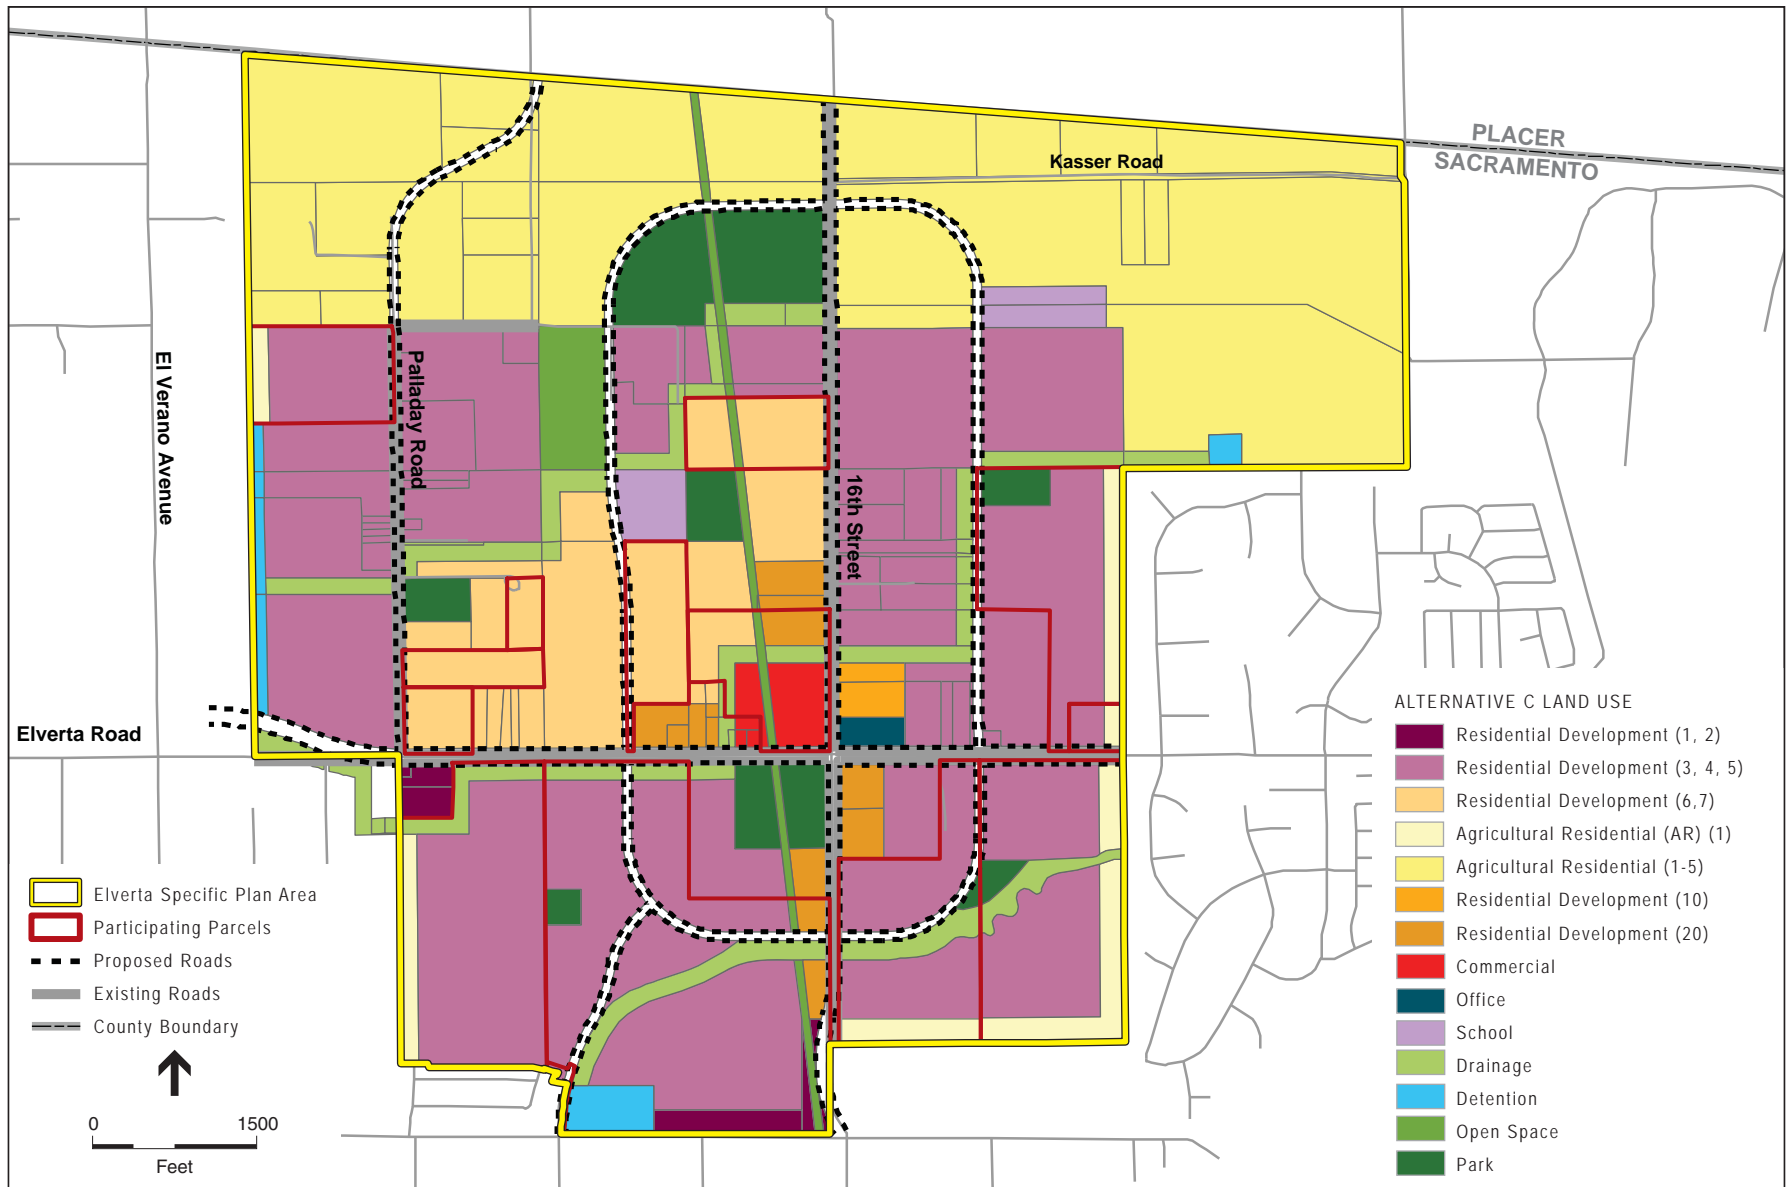 PLACER
SACRAMENTO
Kasser Road
El Verano Avenue
Palladay Road
16th Street
Elverta Road
ALTERNATIVE C LAND USE
Residential Development (1, 2)
Residential Development (3, 4, 5)
Residential Development (6,7)
Agricultural Residential (AR) (1)
Agricultural Residential (1-5)
Residential Development (10)
Residential Development (20)
Commercial
Office
School
Drainage
Detention
Open Space
Park
Elverta Specific Plan Area
Participating Parcels
Proposed Roads
Existing Roads
County Boundary
0 1500
Feet